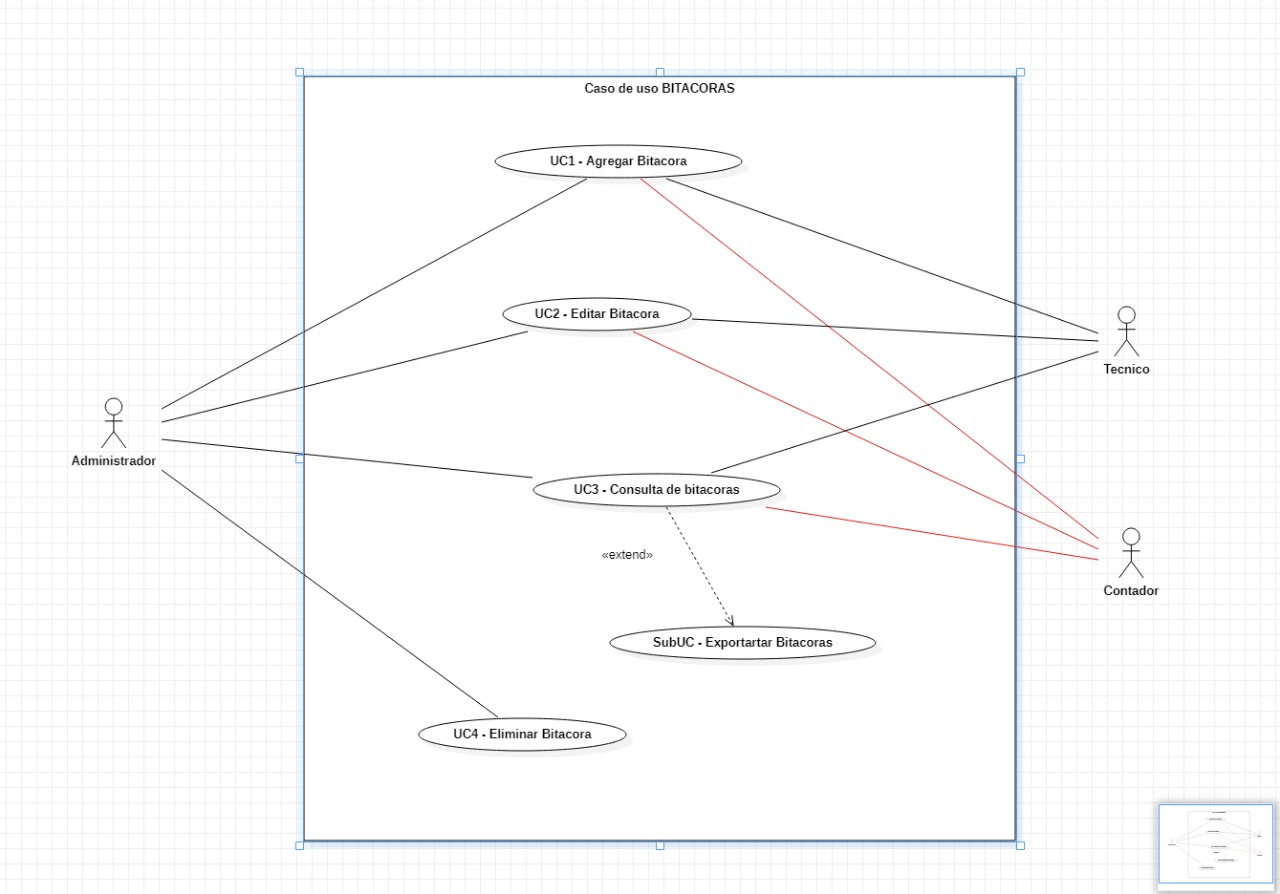 Caso de uso BITACORAS
UC1 - Agregar Bitacora
UC2 - Editar Bitacora
Tecnico
Administrador
UC3 - Consulta de bitacoras
«extend»
Contador
SubUC - Exportartar Bitacoras
UC4 - Eliminar Bitacora